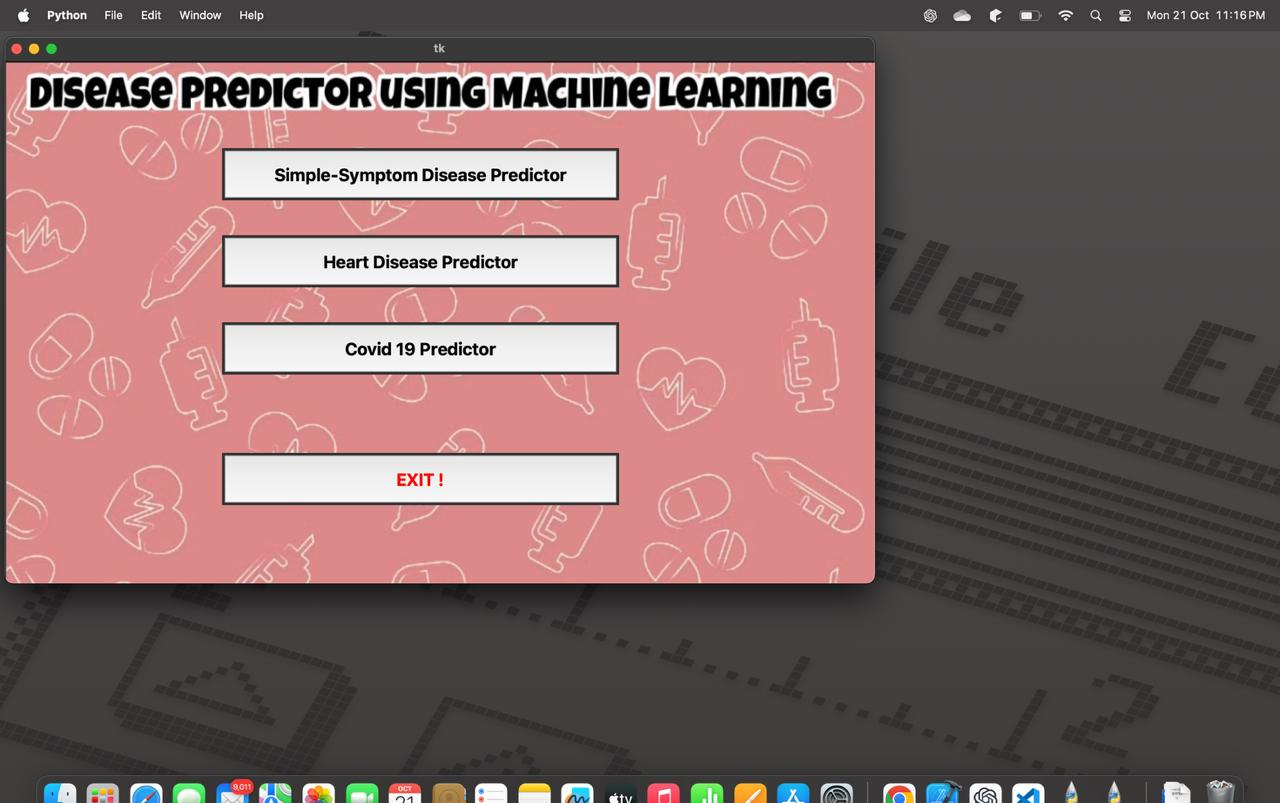 Python File Edit Window Help Mon 21 Oct 11:16 PM
tk
DISEASE PREDICTOR USING MACHINE LEARNING
Simple-Symptom Disease Predictor
Heart Disease Predictor
Covid 19 Predictor
EXIT !
9,011
OCT
21
tv